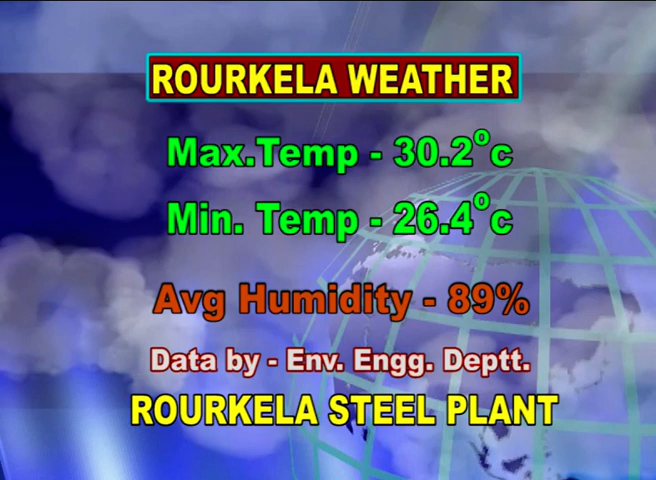 ROURKELA WEATHER
Max.Temp - 30.2°c
Min. Temp - 26.4°c
Avg Humidity - 89%
Data by - Env. Engg. Deptt.
ROURKELA STEEL PLANT